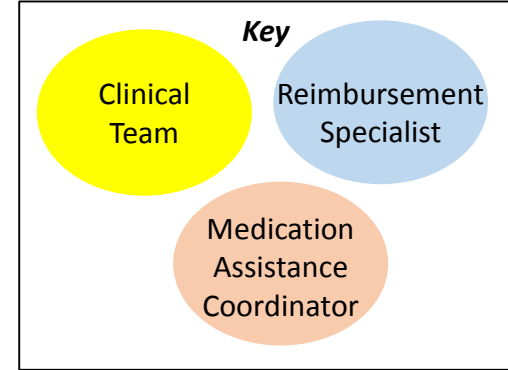 Key
Clinical
Team
Reimbursement
Specialist
Medication
Assistance
Coordinator